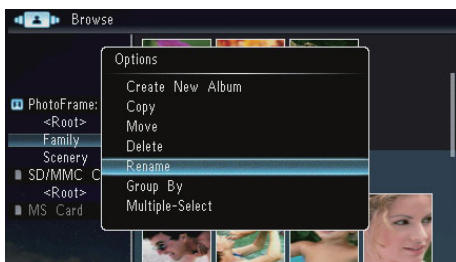 Browse
Options
Create New Album
Copy
Move
Delete
Rename
Group By
Multiple-Select
PhotoFrame:
<Root>
Family
Scenery
SD/MMC C
<Root>
MS Card